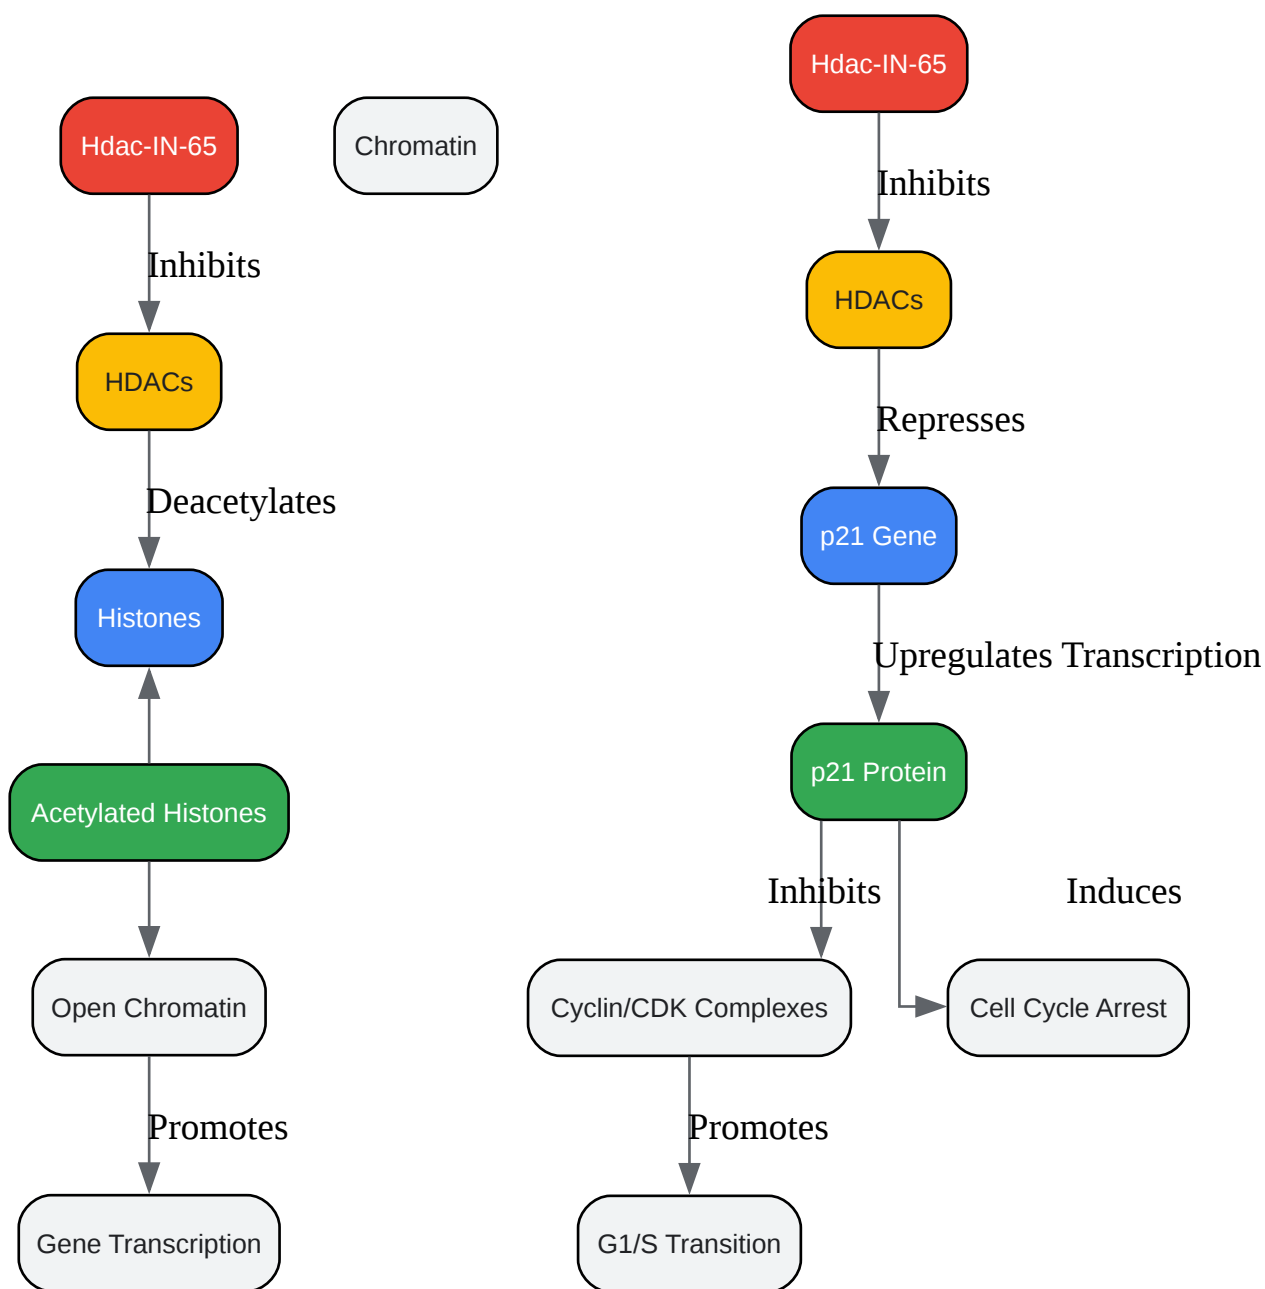 Hdac-IN-65
Chromatin
Inhibits
HDACs
Deacetylates
Histones
Acetylated Histones
Open Chromatin
Promotes
Gene Transcription
Hdac-IN-65
Inhibits
HDACs
Represses
p21 Gene
Upregulates Transcription
p21 Protein
Inhibits
Induces
Cyclin/CDK Complexes
Cell Cycle Arrest
Promotes
G1/S Transition